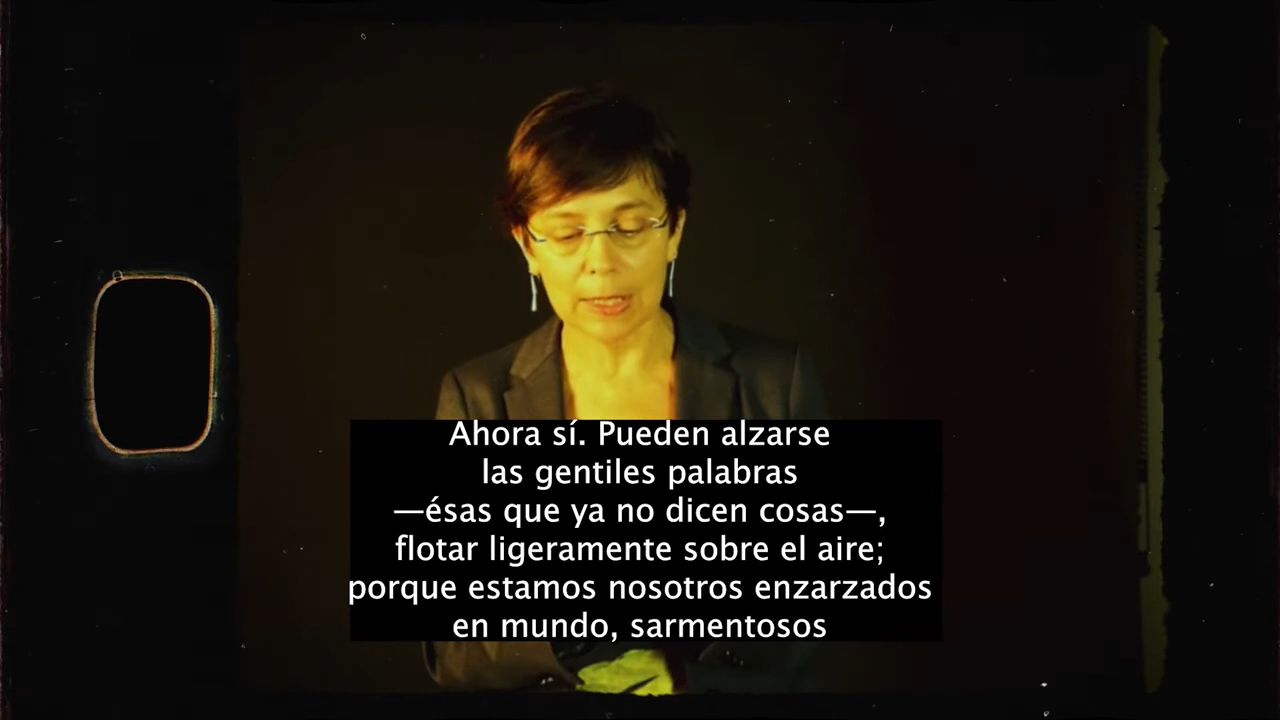 Ahora sí. Pueden alzarse
las gentiles palabras
—ésas que ya no dicen cosas—,
flotar ligeramente sobre el aire;
porque estamos nosotros enzarzados
en mundo, sarmentosos